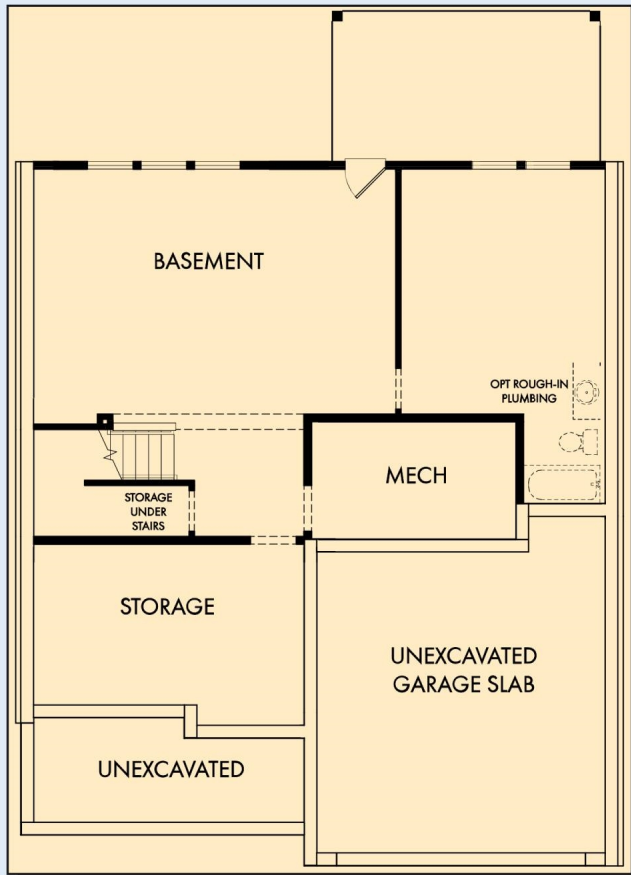 BASEMENT
OPT ROUGH-IN
PLUMBING
MECH
STORAGE
UNDER
STAIRS
STORAGE
UNEXCAVATED
GARAGE SLAB
UNEXCAVATED